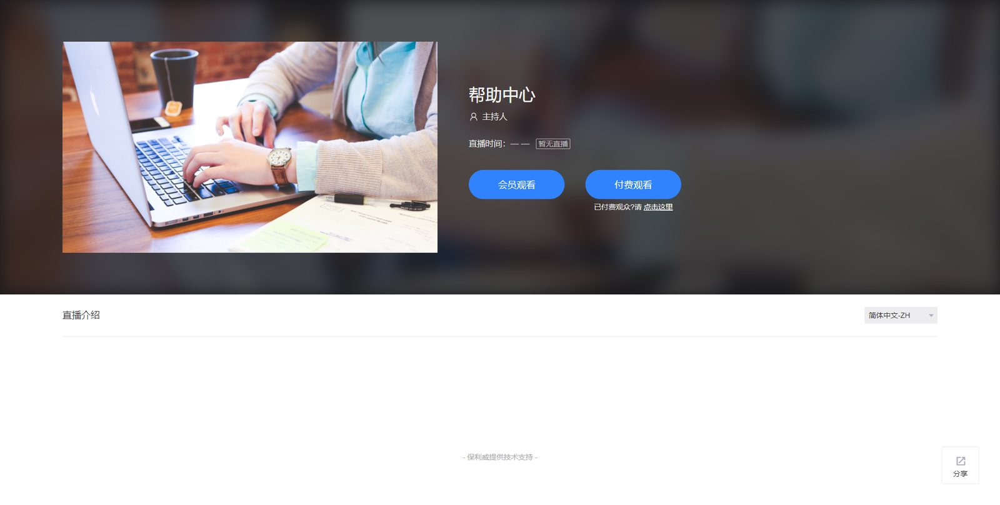 帮助中心
主持人
直播时间：— — 暂无直播
会员观看
付费观看
已付费观众?请 点击这里
直播介绍
简体中文-ZH
- 保利威提供技术支持 -
分享